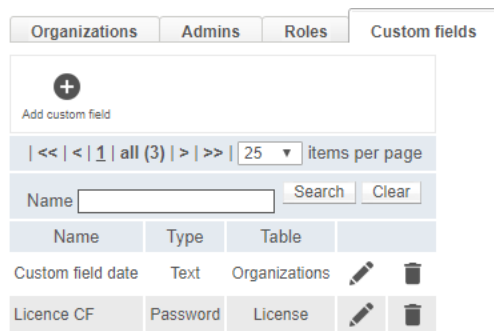 Organizations Admins Roles Custom fields
Add custom field
| << | < | 1 | all (3) | > | >> | 25 items per page
Name Search Clear
Name Type Table
Custom field date Text Organizations
Licence CF Password License